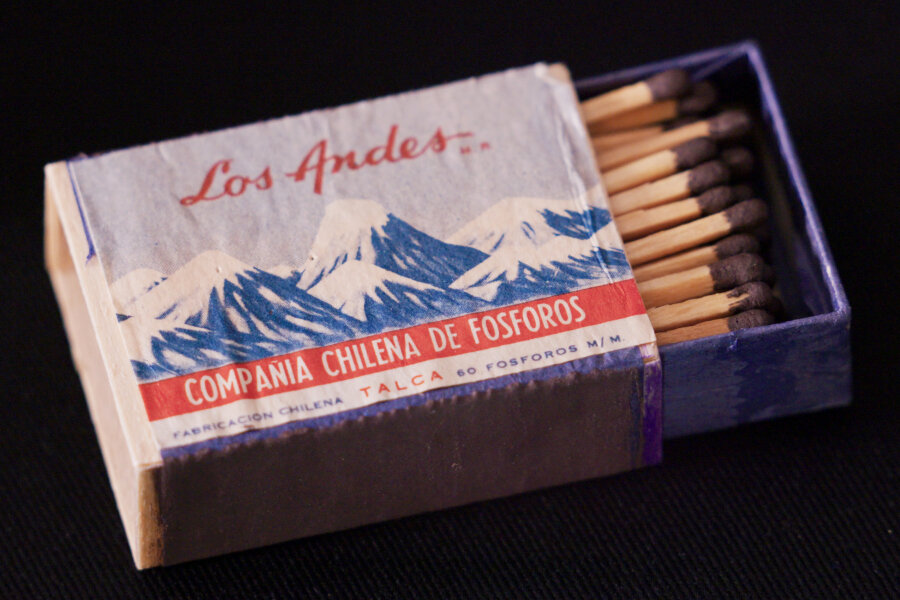 Los Andes M.R.
COMPAÑIA CHILENA DE FOSFOROS
FABRICACION CHILENA TALCA 60 FOSFOROS M/M.